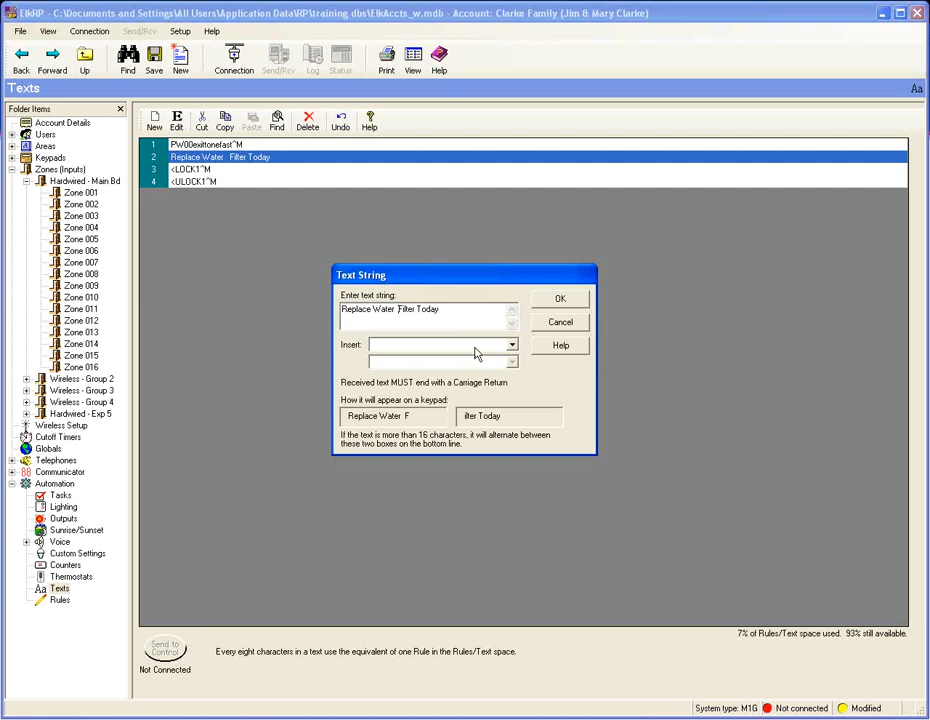 ElkRP - C:\Documents and Settings\All Users\Application Data\RP\training dbs\ElkAccts_w.mdb - Account: Clarke Family (Jim & Mary Clarke)
File View Connection Send/Rcv Setup Help
Back Forward Up Find Save New Connection Send/Rcv Log Status Print View Help
Texts Aa
Folder Items
New Edit Cut Copy Paste Find Delete Undo Help
Account Details
Users
Areas
Keypads
Zones (Inputs)
Hardwired - Main Bd
Zone 001
Zone 002
Zone 003
Zone 004
Zone 005
Zone 006
Zone 007
Zone 008
Zone 009
Zone 010
Zone 011
Zone 012
Zone 013
Zone 014
Zone 015
Zone 016
Wireless - Group 2
Wireless - Group 3
Wireless - Group 4
Hardwired - Exp 5
Wireless Setup
Cutoff Timers
Globals
Telephones
Communicator
Automation
Tasks
Lighting
Outputs
Sunrise/Sunset
Voice
Custom Settings
Counters
Thermostats
Aa Texts
Rules
1 PW00exittonefast^M
2 Replace Water  Filter Today
3 <LOCK1^M
4 <ULOCK1^M
Text String
Enter text string:
Replace Water  Filter Today
Insert:
OK
Cancel
Help
Received text MUST end with a Carriage Return
How it will appear on a keypad:
Replace Water  F ilter Today
If the text is more than 16 characters, it will alternate between
these two boxes on the bottom line.
7% of Rules/Text space used. 93% still available.
Send to
Control
Not Connected
Every eight characters in a text use the equivalent of one Rule in the Rules/Text space.
System type: M1G Not connected Modified